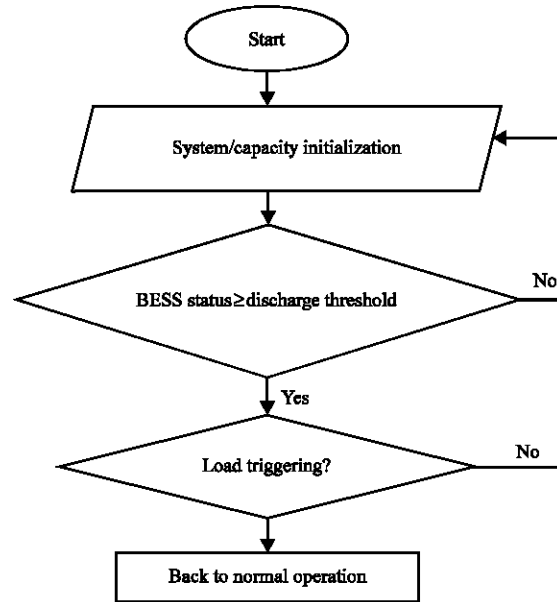 Start
System/capacity initialization
BESS status≥discharge threshold
No
Yes
Load triggering?
No
Back to normal operation